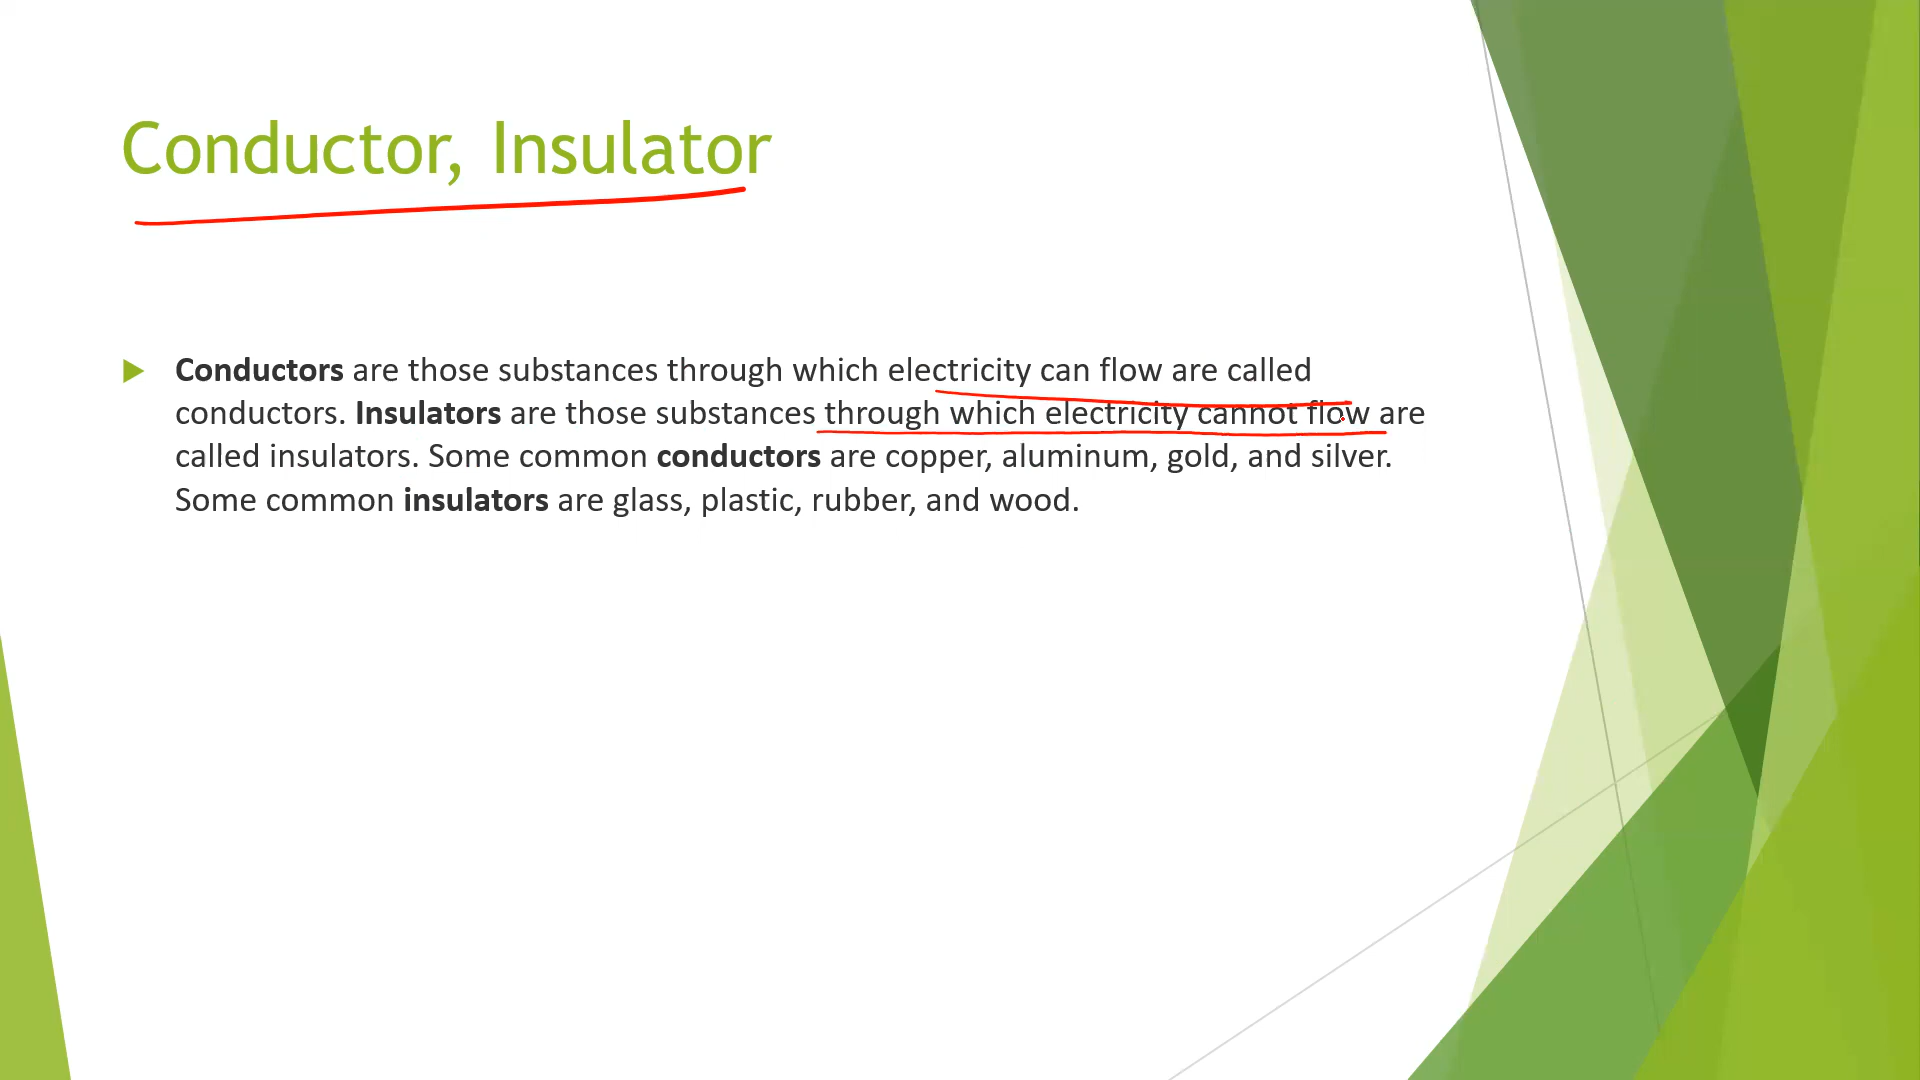 Conductor, Insulator
Conductors are those substances through which electricity can flow are called
conductors. Insulators are those substances through which electricity cannot flow are
called insulators. Some common conductors are copper, aluminum, gold, and silver.
Some common insulators are glass, plastic, rubber, and wood.